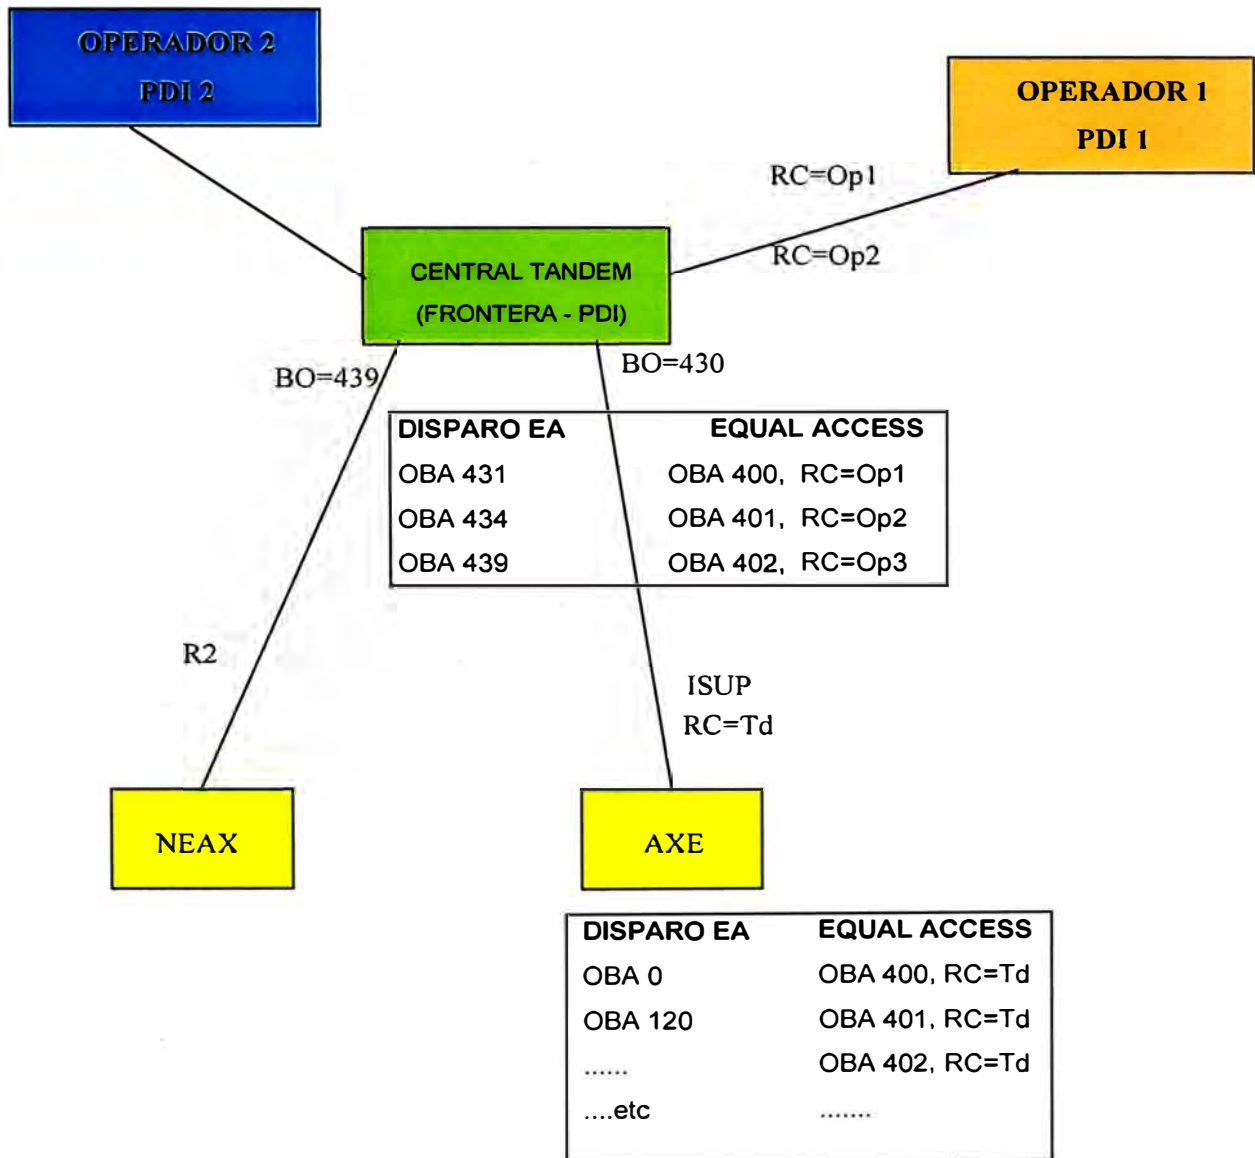 OPERADOR 2
PDI 2
OPERADOR 1
PDI 1
RC=Op1
RC=Op2
CENTRAL TANDEM
(FRONTERA - PDI)
BO=439
BO=430
DISPARO EA EQUAL ACCESS
OBA 431 OBA 400, RC=Op1
OBA 434 OBA 401, RC=Op2
OBA 439 OBA 402, RC=Op3
R2
ISUP
RC=Td
NEAX
AXE
DISPARO EA EQUAL ACCESS
OBA 0 OBA 400, RC=Td
OBA 120 OBA 401, RC=Td
...... OBA 402, RC=Td
....etc .......